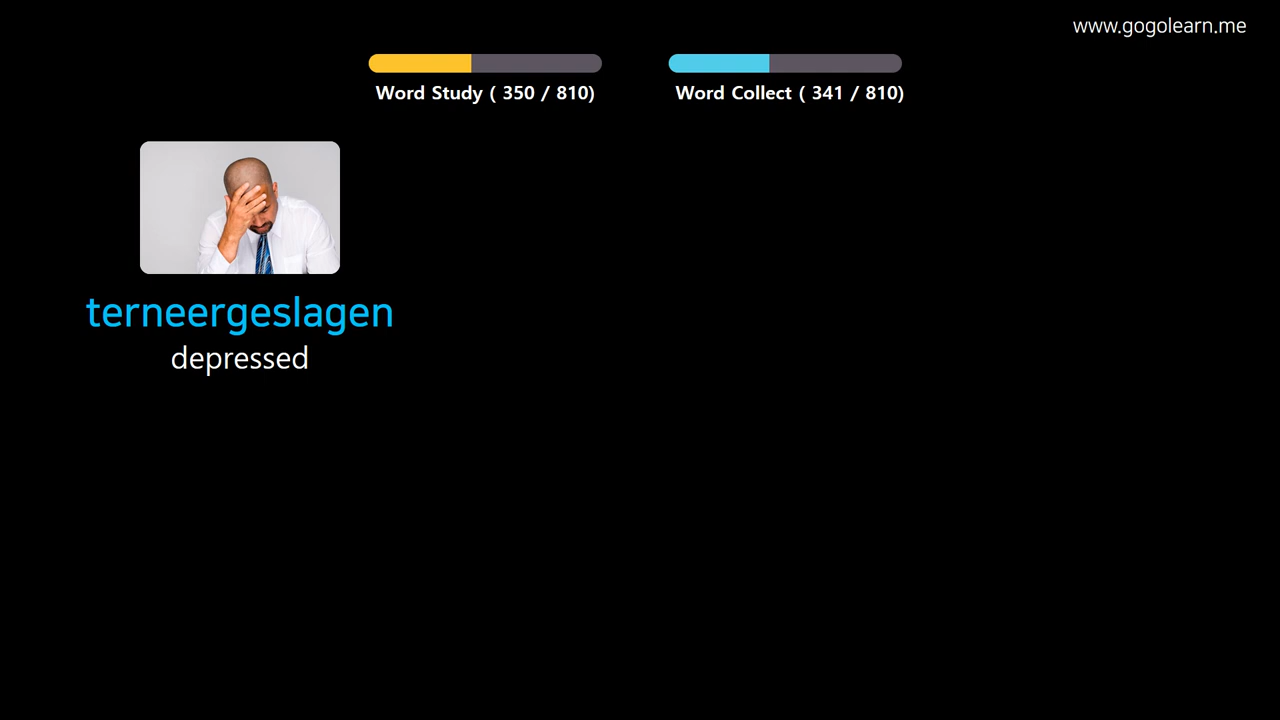 www.gogolearn.me
Word Study ( 350 / 810)
Word Collect ( 341 / 810)
terneergeslagen
depressed